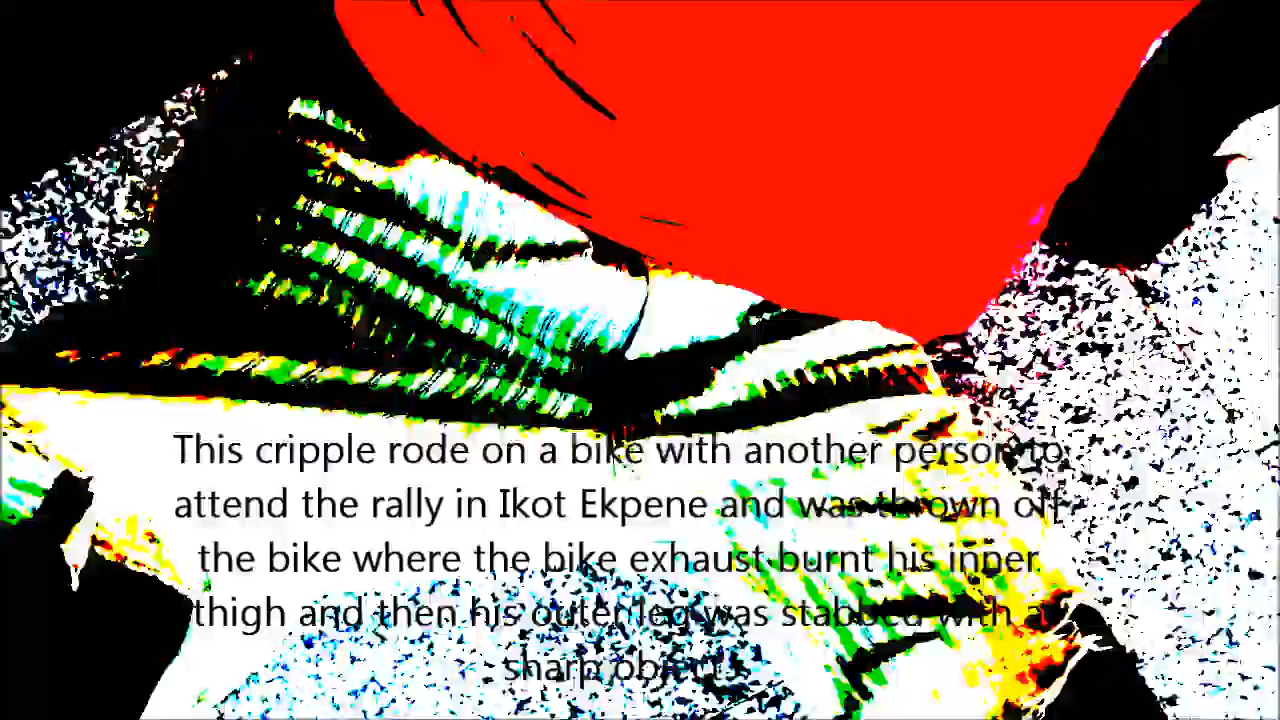 This cripple rode on a bike with another person to
attend the rally in Ikot Ekpene and was thrown off
the bike where the bike exhaust burnt his inner
thigh and then his outer leg was stabbed with a
sharp object.